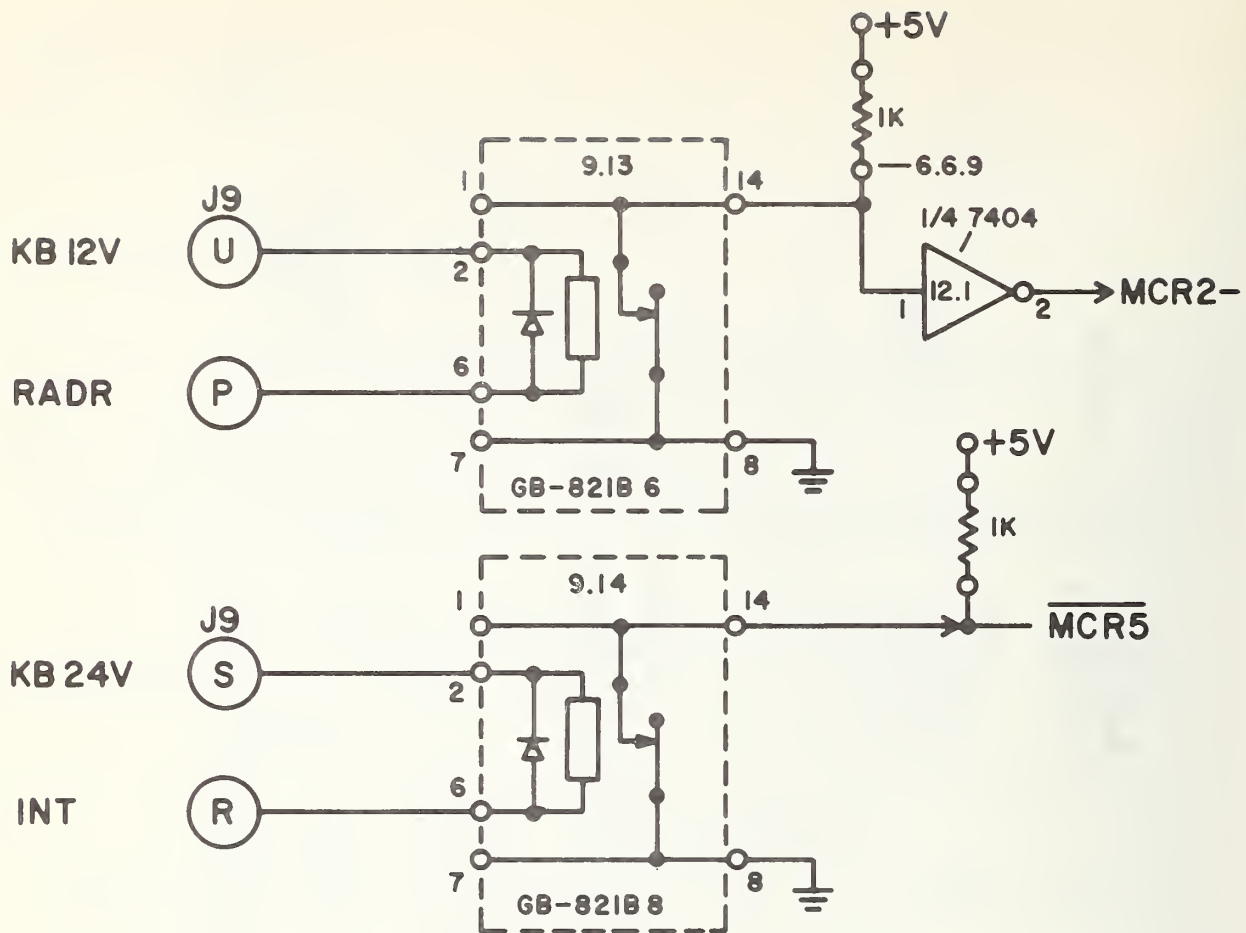 +5V
1K
6.6.9
9.13
1
14
J9
1/4 7404
KB 12V
U
2
1
12.1
2
MCR2-
6
RADR
P
7
8
+5V
GB-821B 6
1K
9.14
1
14
J9
MCR5
KB 24V
S
2
6
INT
R
7
8
GB-821B 8